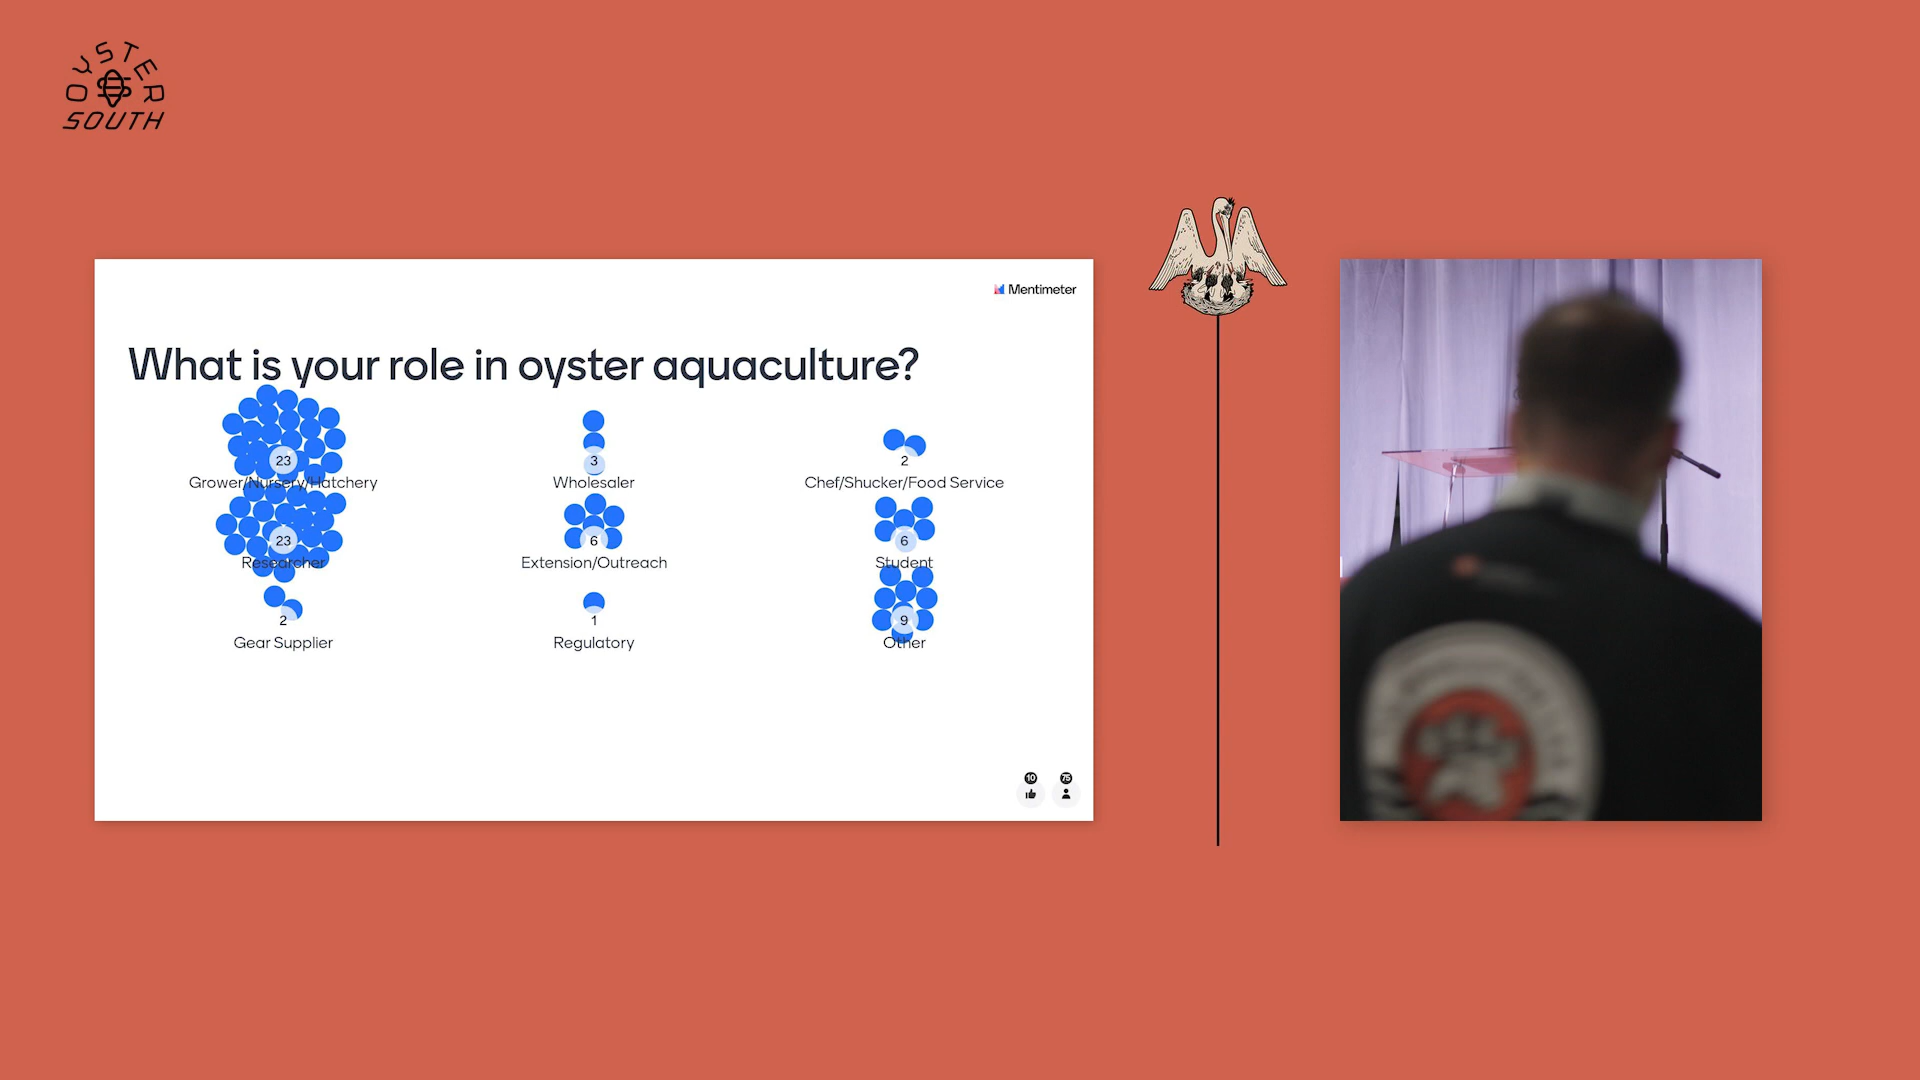 OYSTER
SOUTH
Mentimeter
What is your role in oyster aquaculture?
23
Grower/Nursery/Hatchery
3
Wholesaler
2
Chef/Shucker/Food Service
23
Researcher
6
Extension/Outreach
6
Student
2
Gear Supplier
1
Regulatory
9
Other
10
75